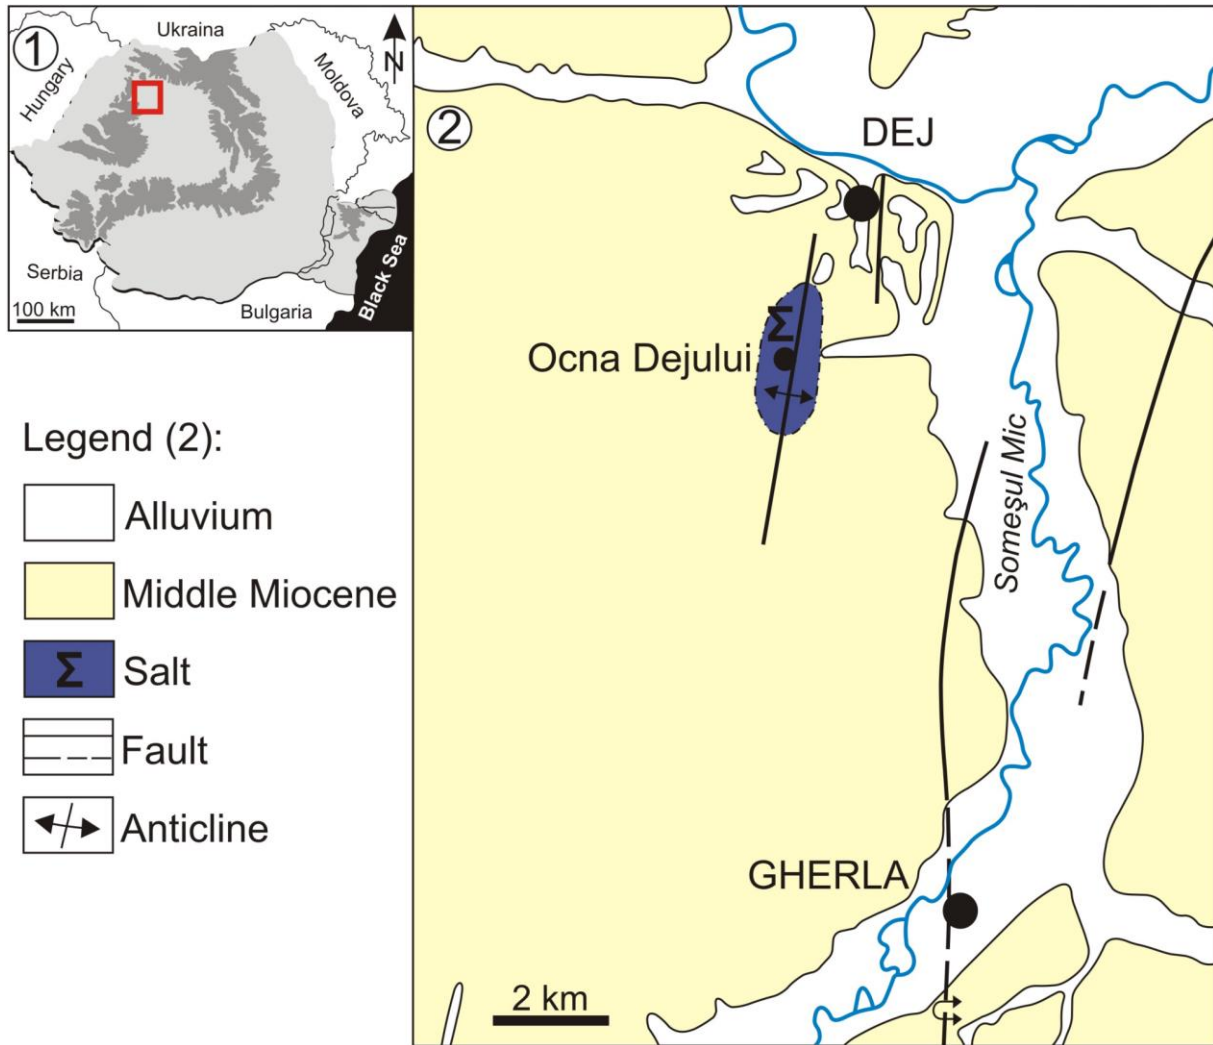 1
Ukraina
N
Hungary
Moldova
Serbia
Bulgaria
Black Sea
100 km
2
DEJ
Σ
Ocna Dejului
Someşul Mic
GHERLA
2 km
Legend (2):
Alluvium
Middle Miocene
Σ Salt
Fault
Anticline